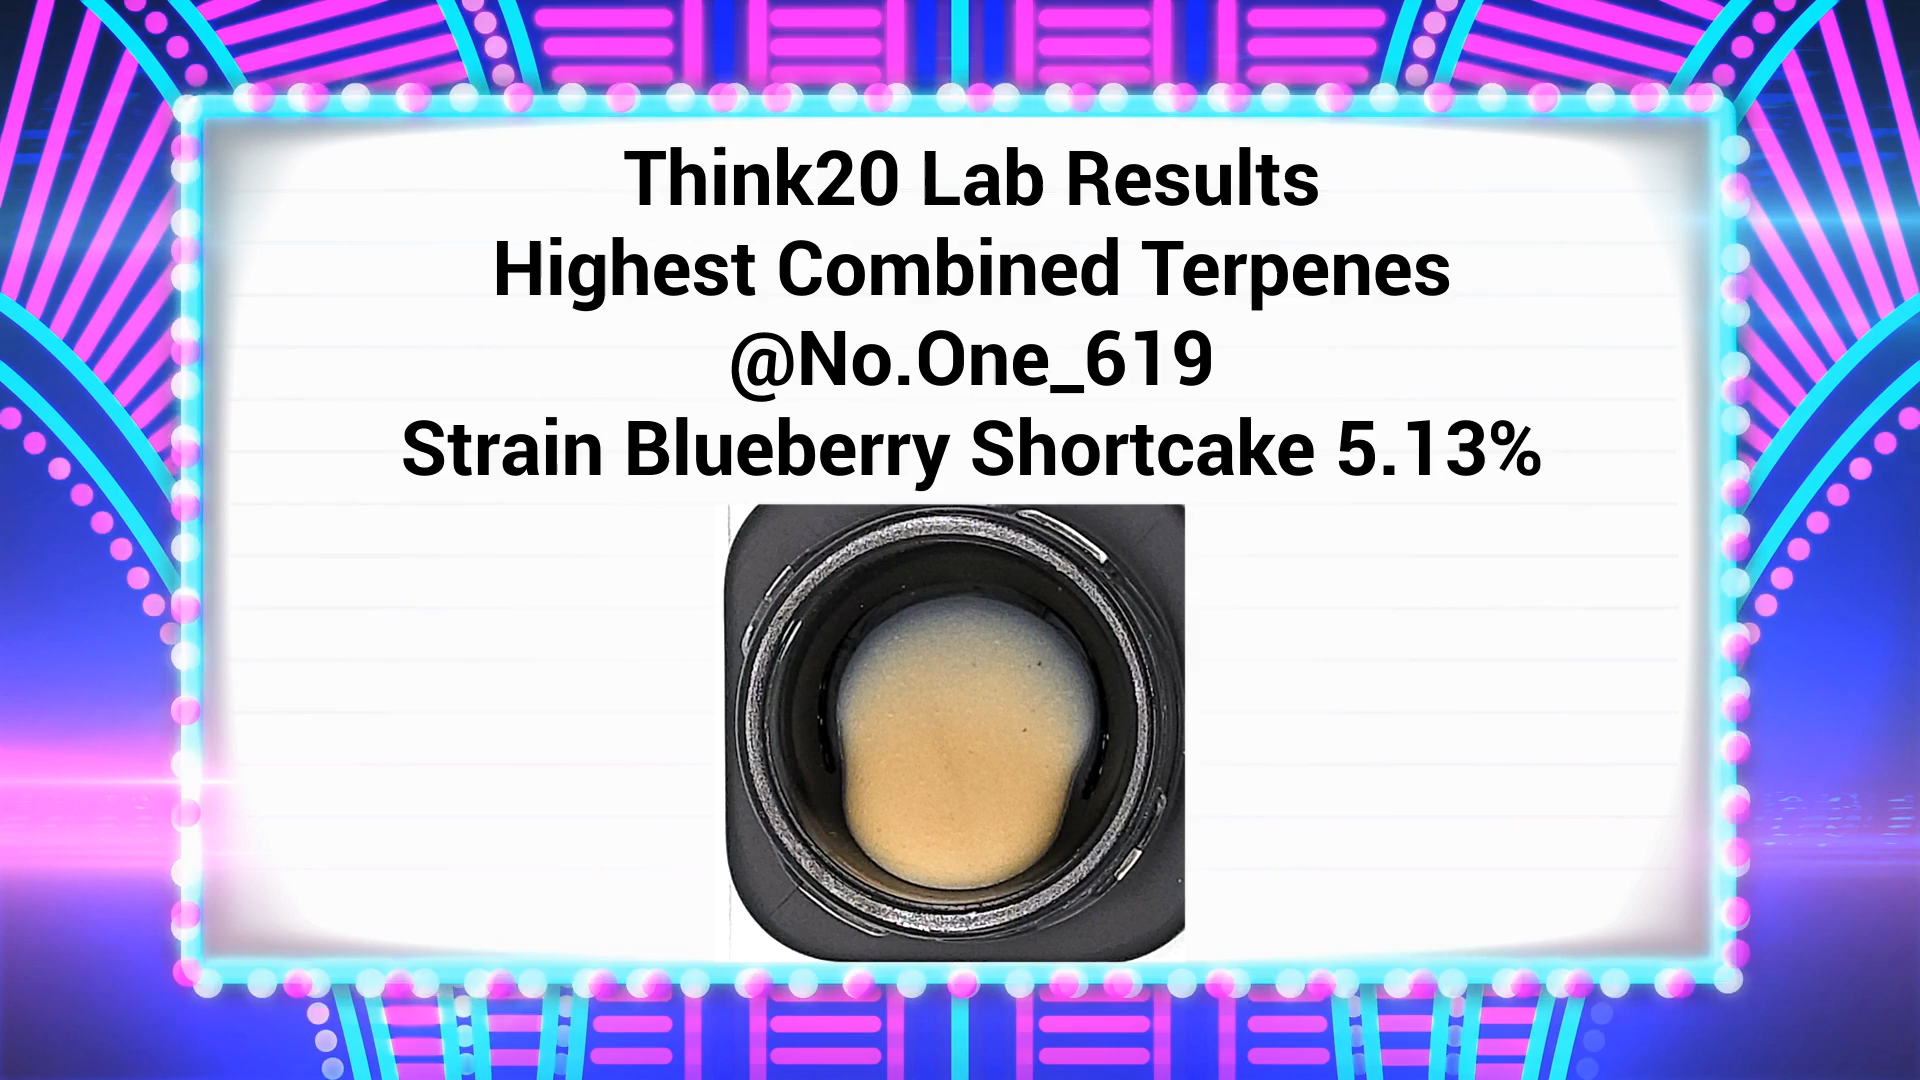 Think20 Lab Results
Highest Combined Terpenes
@No.One_619
Strain Blueberry Shortcake 5.13%